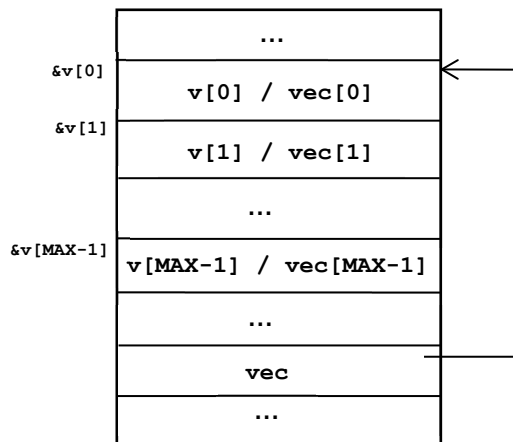 ...
&v[0]
v[0] / vec[0]
&v[1]
v[1] / vec[1]
...
&v[MAX-1]
v[MAX-1] / vec[MAX-1]
...
vec
...